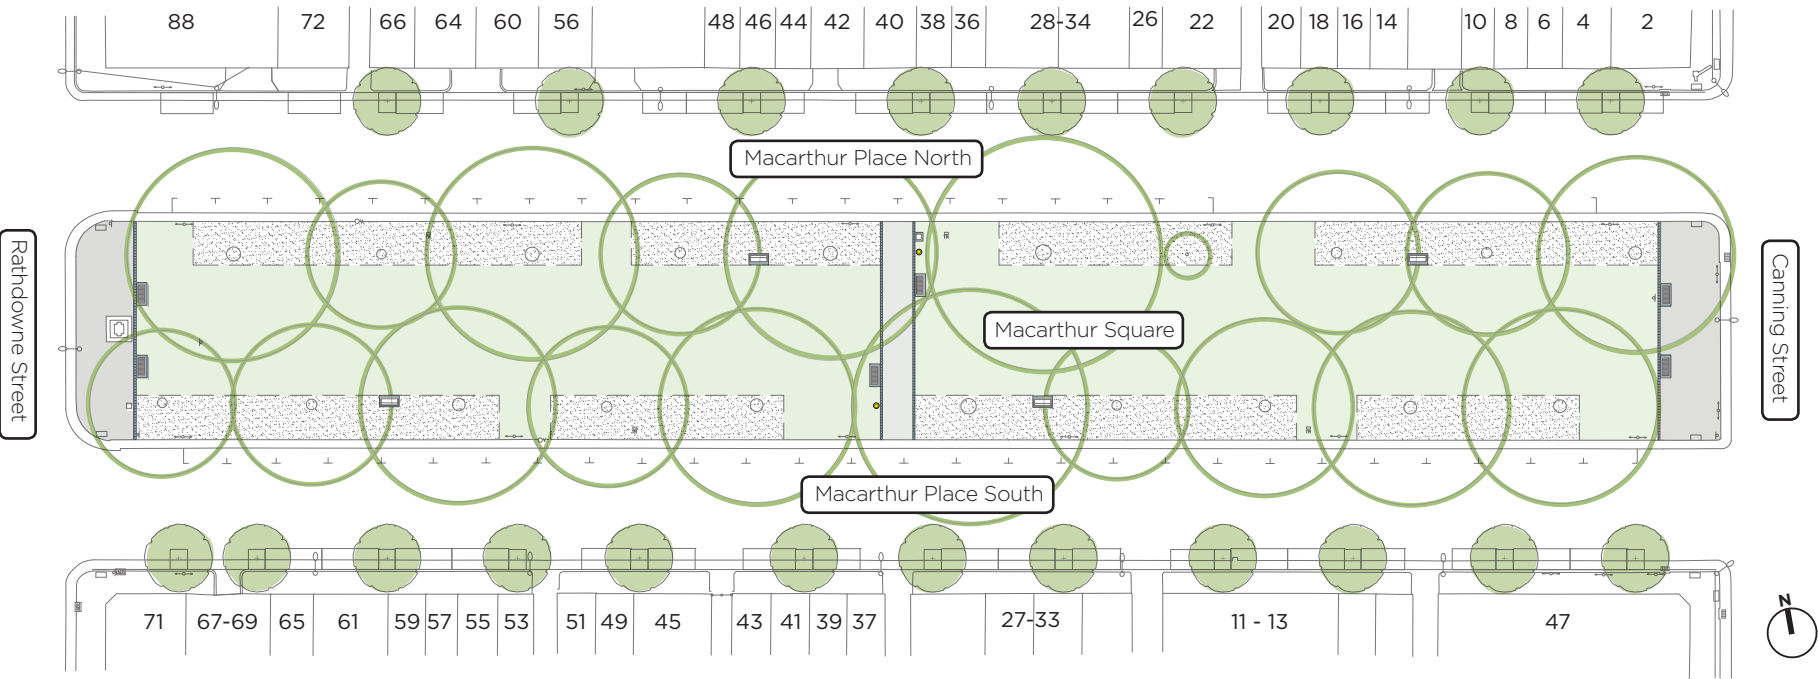 88 72 66 64 60 56 48 46 44 42 40 38 36 28-34 26 22 20 18 16 14 10 8 6 4 2
Macarthur Place North
Rathdowne Street
Macarthur Square
Canning Street
Macarthur Place South
71 67-69 65 61 59 57 55 53 51 49 45 43 41 39 37 27-33 11 - 13 47
N